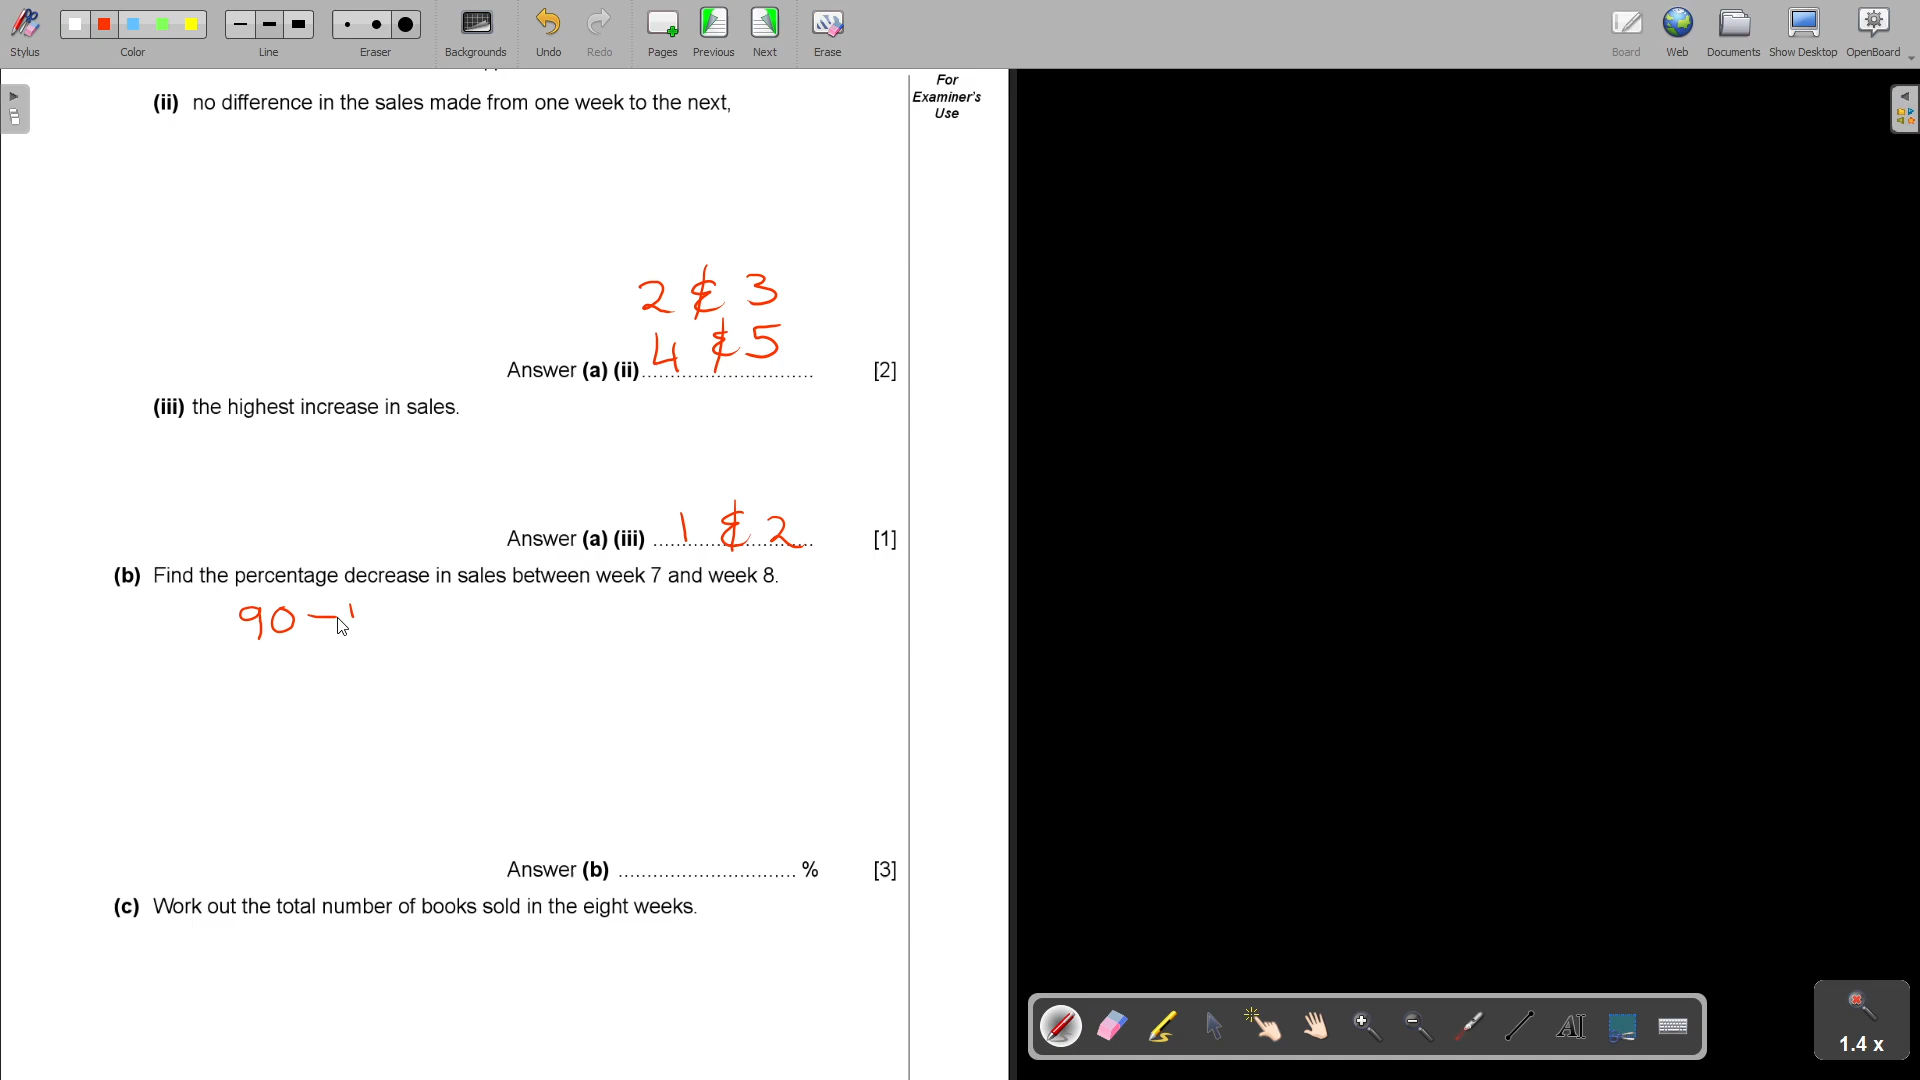 Stylus Color Line Eraser Backgrounds Undo Redo Pages Previous Next Erase Board Web Documents Show Desktop OpenBoard
For
Examiner's
Use
(ii) no difference in the sales made from one week to the next,
2 & 3
4 & 5
Answer (a) (ii).............................. [2]
(iii) the highest increase in sales.
Answer (a) (iii) 1 & 2 [1]
(b) Find the percentage decrease in sales between week 7 and week 8.
90 –
Answer (b) ............................... % [3]
(c) Work out the total number of books sold in the eight weeks.
1.4 x